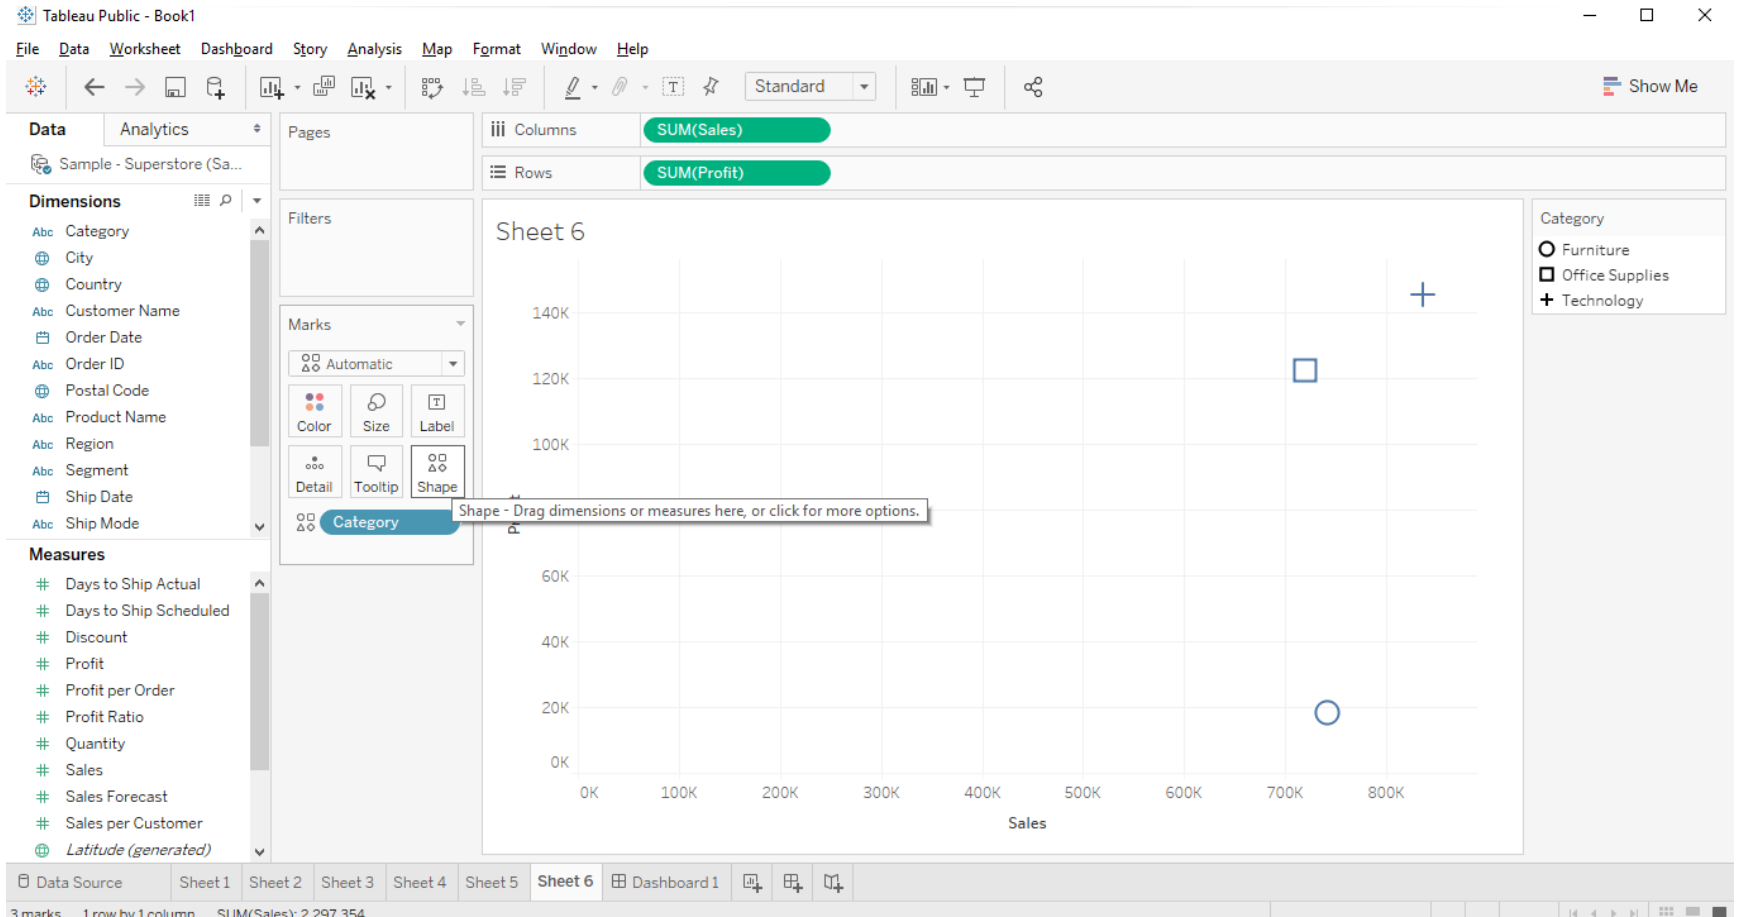 Tableau Public - Book1
File Data Worksheet Dashboard Story Analysis Map Format Window Help
Standard
Show Me
Data Analytics
Sample - Superstore (Sa...
Dimensions
Abc Category
City
Country
Abc Customer Name
Order Date
Abc Order ID
Postal Code
Abc Product Name
Abc Region
Abc Segment
Ship Date
Abc Ship Mode
Measures
# Days to Ship Actual
# Days to Ship Scheduled
# Discount
# Profit
# Profit per Order
# Profit Ratio
# Quantity
# Sales
# Sales Forecast
# Sales per Customer
Latitude (generated)
Pages
Filters
Marks
Automatic
Color Size Label
Detail Tooltip Shape
Category
Columns SUM(Sales)
Rows SUM(Profit)
Sheet 6
140K
120K
100K
Shape - Drag dimensions or measures here, or click for more options.
60K
40K
20K
0K
0K 100K 200K 300K 400K 500K 600K 700K 800K
Sales
Category
Furniture
Office Supplies
Technology
Data Source Sheet 1 Sheet 2 Sheet 3 Sheet 4 Sheet 5 Sheet 6 Dashboard 1
3 marks 1 row by 1 column SUM(Sales): 2,297,354